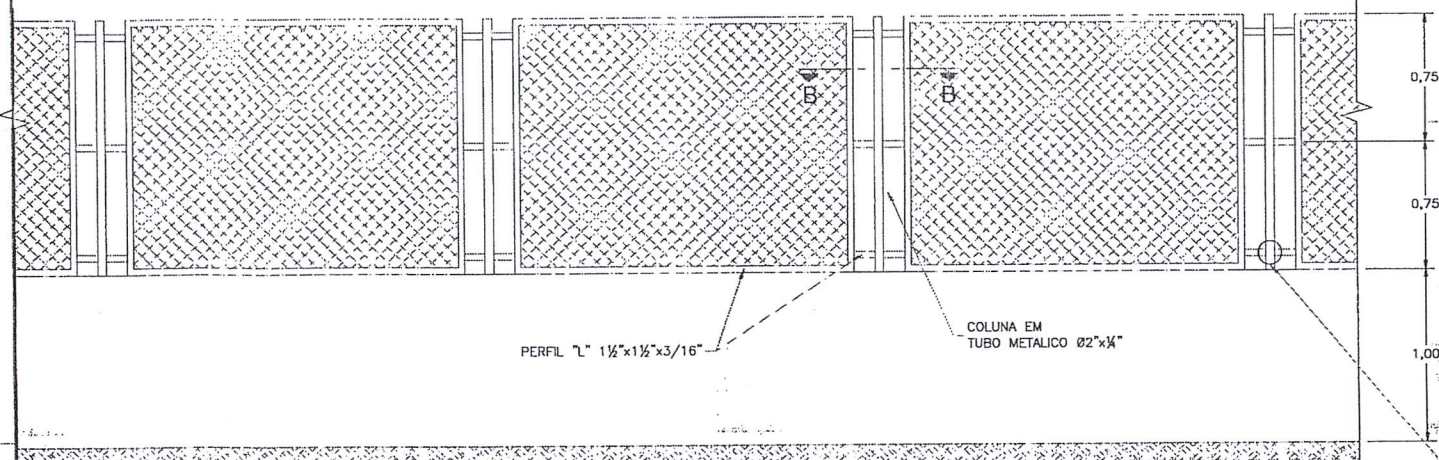 B B
0,75
0,75
PERFIL "L" 1½"x1½"x3/16"
COLUNA EM
TUBO METALICO Ø2"x¼"
1,00